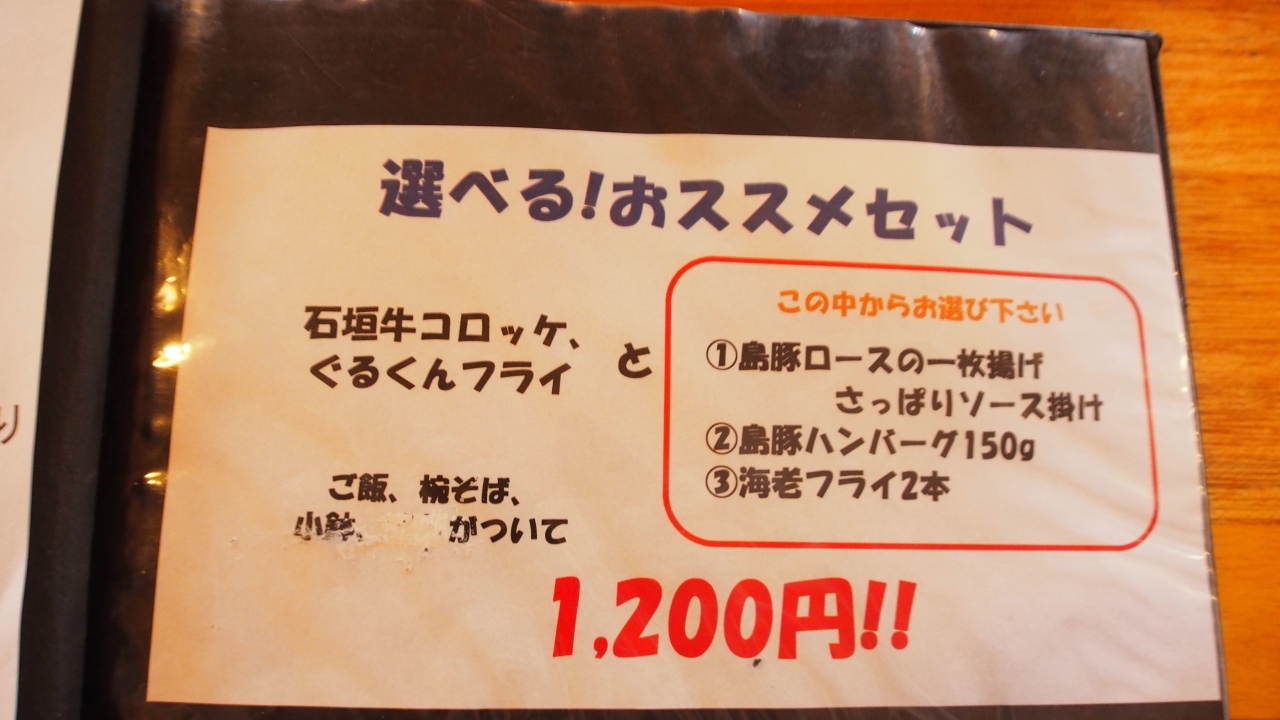 選べる!おススメセット
石垣牛コロッケ、
ぐるくんフライ
と
この中からお選び下さい
①島豚ロースの一枚揚げ
さっぱりソース掛け
②島豚ハンバーグ150g
③海老フライ2本
ご飯、椀そば、
小鉢、 がついて
1,200円!!
り